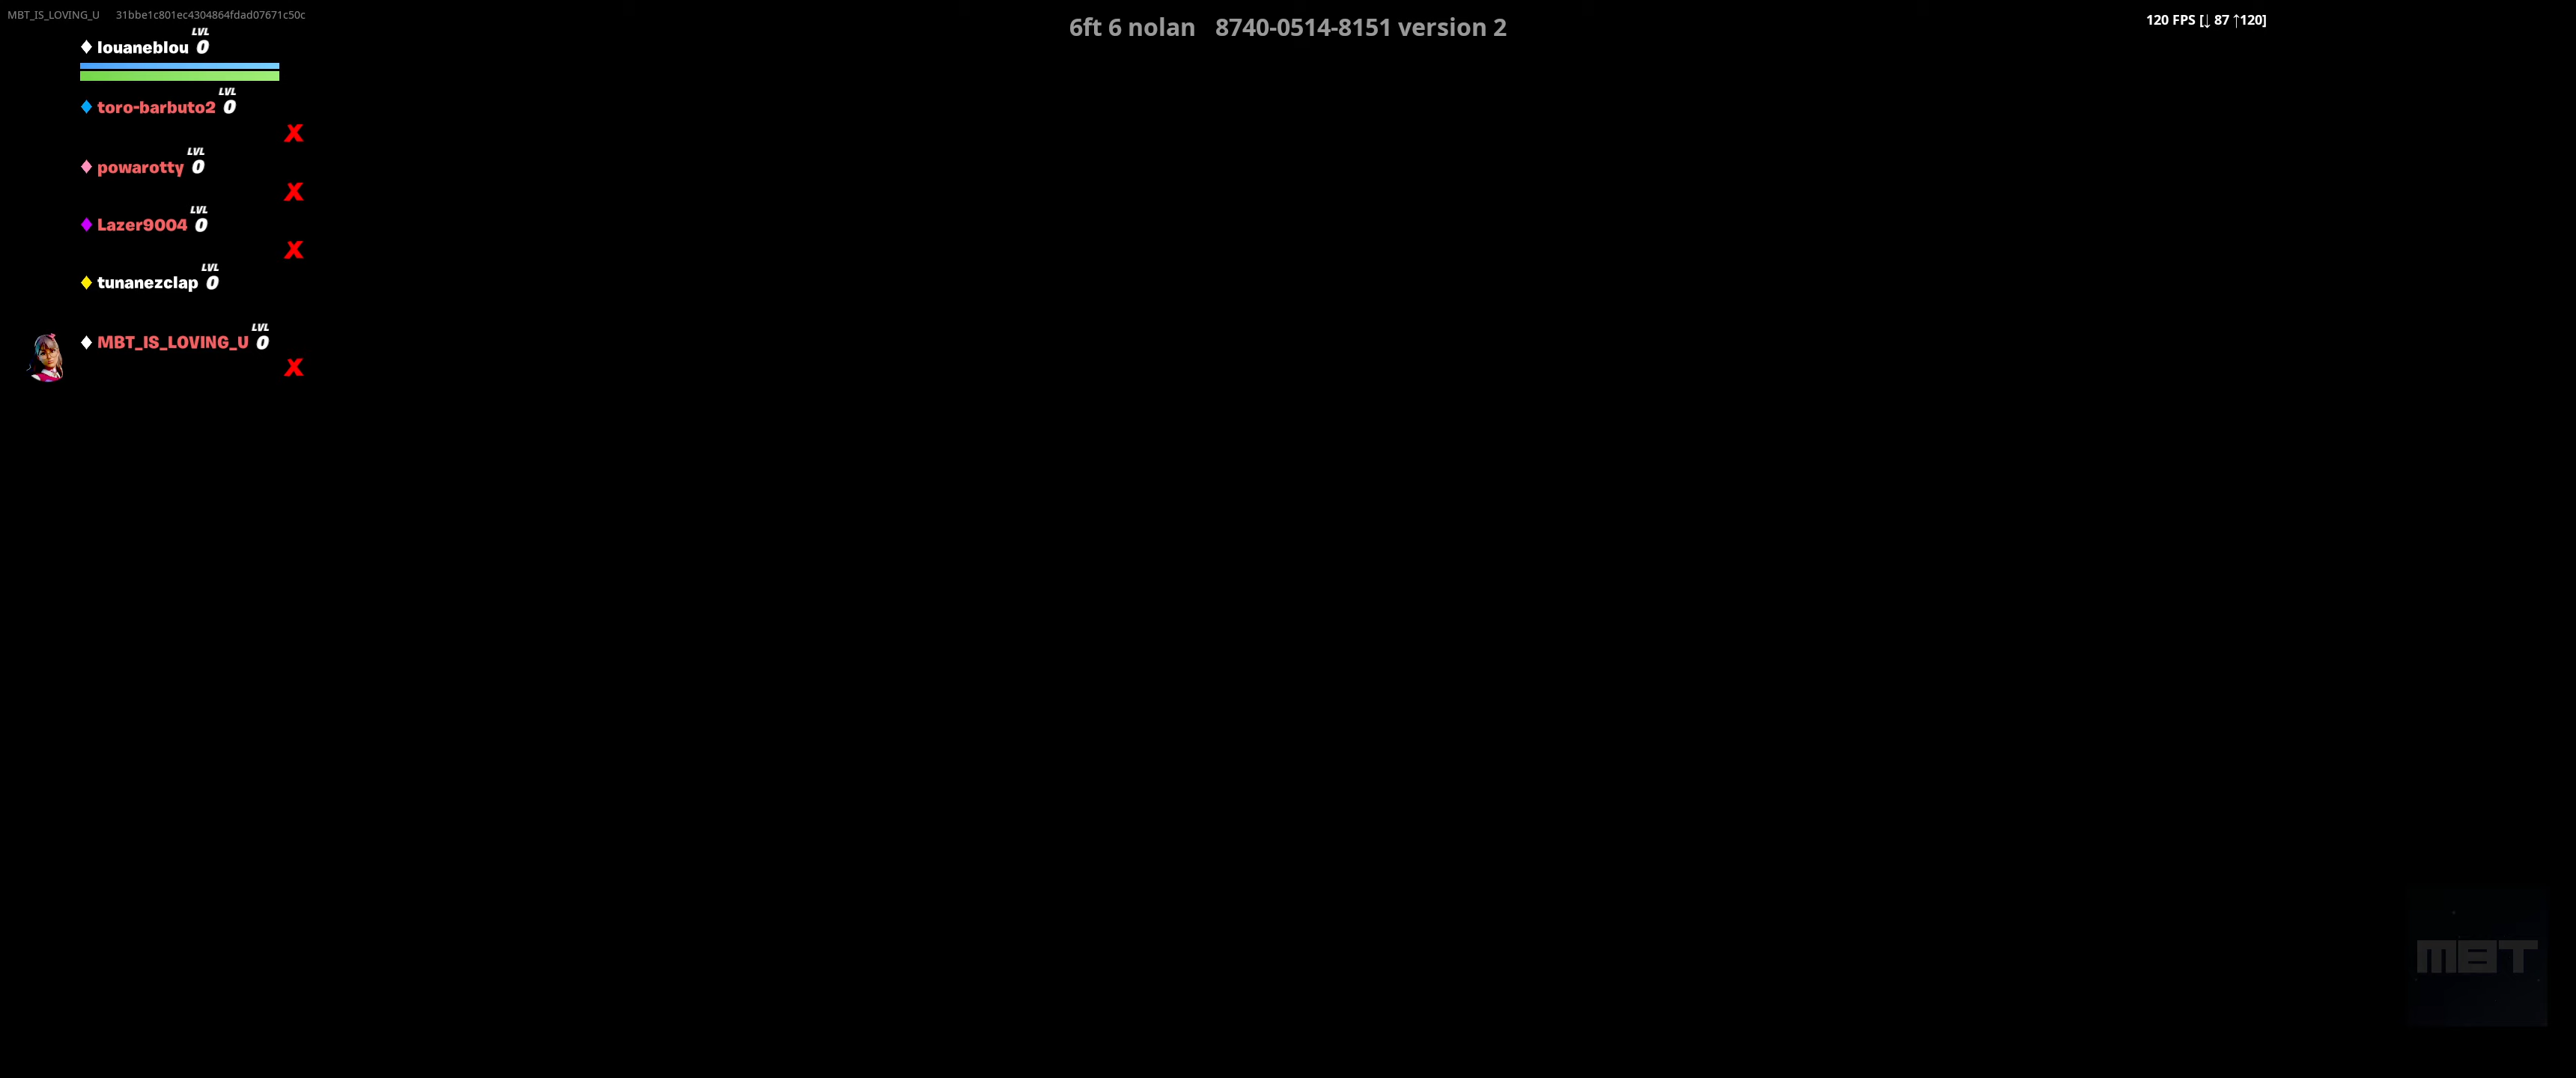 MBT_IS_LOVING_U 31bbe1c801ec4304864fdad07671c50c
6ft 6 nolan 8740-0514-8151 version 2
120 FPS [↓ 87 ↑120]
louaneblou LVL 0
toro-barbuto2 LVL 0
X
powarotty LVL 0
X
Lazer9004 LVL 0
X
tunanezclap LVL 0
MBT_IS_LOVING_U LVL 0
X
MBT